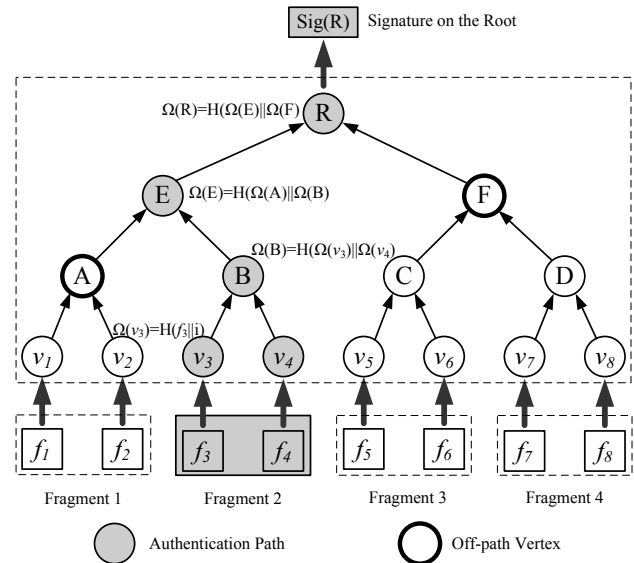 Sig(R) Signature on the Root
Ω(R)=H(Ω(E)||Ω(F) R
E Ω(E)=H(Ω(A)||Ω(B) F
Ω(B)=H(Ω(v3)||Ω(v4)
A B C D
Ω(v3)=H(f3||i)
v1 v2 v3 v4 v5 v6 v7 v8
f1 f2 f3 f4 f5 f6 f7 f8
Fragment 1 Fragment 2 Fragment 3 Fragment 4
Authentication Path Off-path Vertex